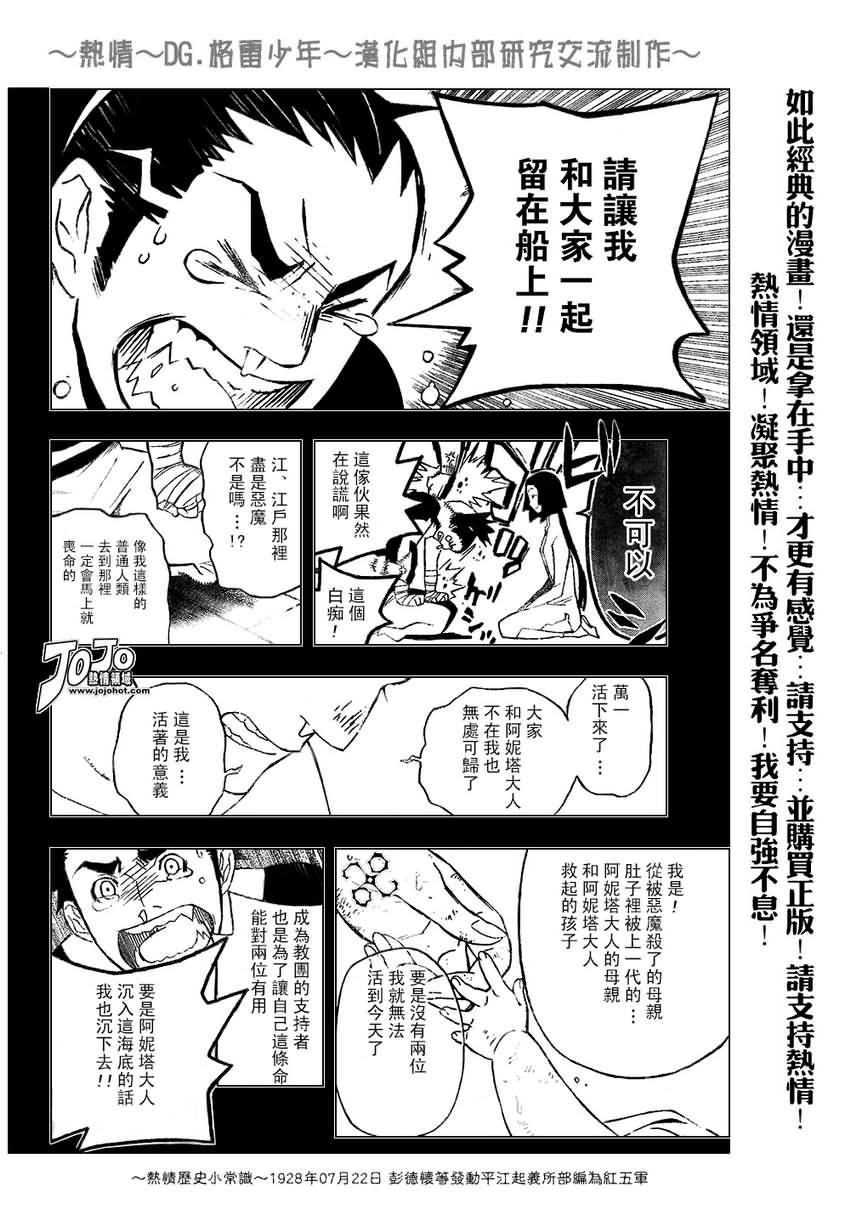 ～熱情～DG.格雷少年～漢化組内部研究交流制作～
如此經典的漫畫！還是拿在手中…才更有感覺…請支持…並購買正版！請支持熱情！
熱情領域！凝聚熱情！不為爭名奪利！我要自強不息！
請讓我
和大家一起
留在船上!!
不可以
這傢伙果然
在說謊啊
這個
白痴!
江、江戶那裡
盡是惡魔
不是嗎…!?
像我這樣的
普通人類
去到那裡
一定會馬上就
喪命的
JOJO
熱情領域
www.jojohot.com
萬一
活下來了…
大家
和阿妮塔大人
不在我也
無處可歸了
這是我…
活著的意義
我是!
從被惡魔殺了的母親
肚子裡被上一代的…
阿妮塔大人的母親
和阿妮塔大人
救起的孩子
要是沒有兩位
我就無法
活到今天了
成為教團的支持者
也是為了讓自己這條命
能對兩位有用
要是阿妮塔大人
沉入這海底的話
我也沉下去!!
～熱情歷史小常識～1928年07月22日 彭德懷等發動平江起義所部編為紅五軍